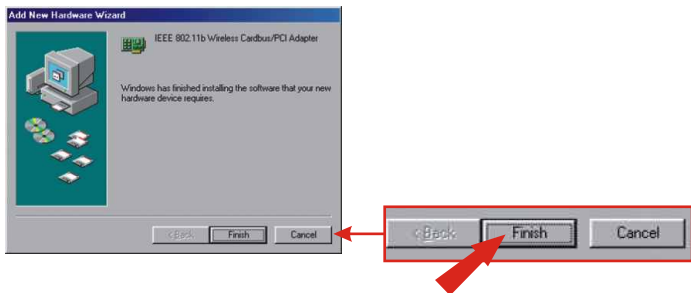 Add New Hardware Wizard
IEEE 802.11b Wireless Cardbus/PCI Adapter
Windows has finished installing the software that your new
hardware device requires.
< Back Finish Cancel
< Back Finish Cancel